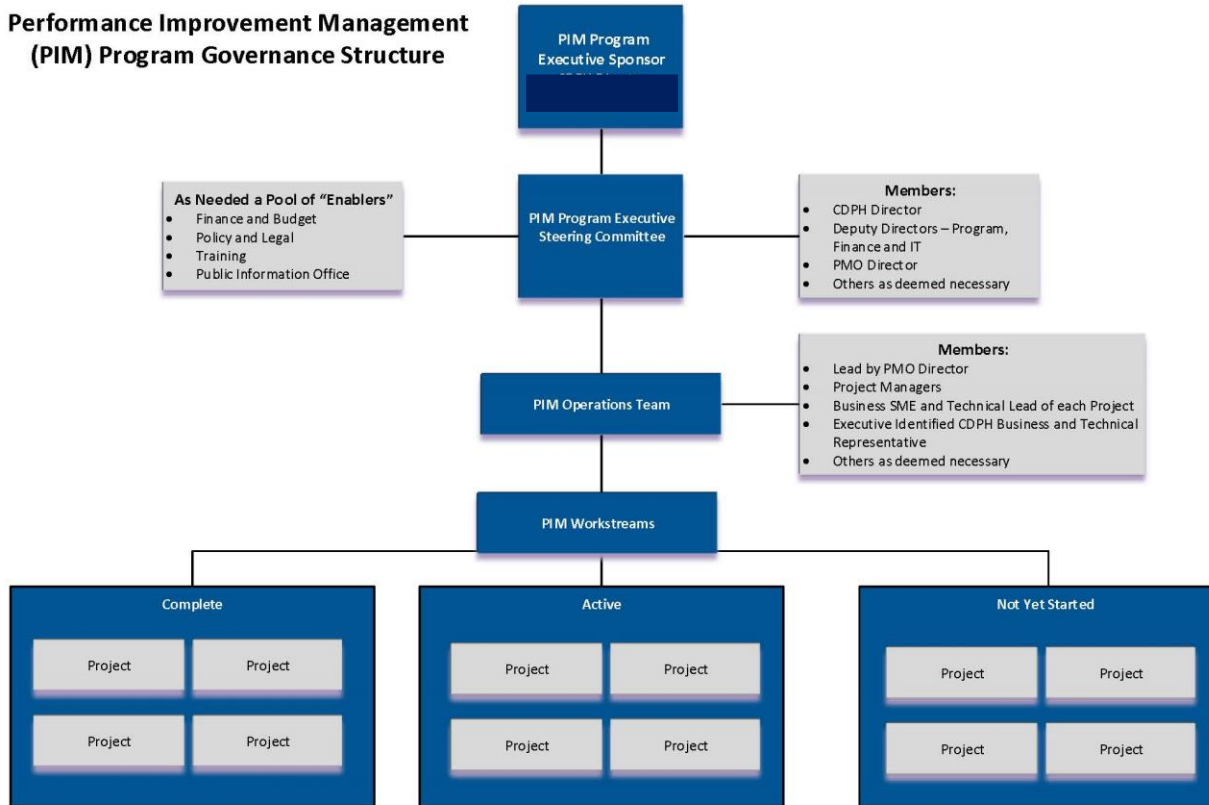 Performance Improvement Management
(PIM) Program Governance Structure
PIM Program
Executive Sponsor
As Needed a Pool of “Enablers”
• Finance and Budget
• Policy and Legal
• Training
• Public Information Office
PIM Program Executive
Steering Committee
Members:
• CDPH Director
• Deputy Directors – Program,
Finance and IT
• PMO Director
• Others as deemed necessary
PIM Operations Team
Members:
• Lead by PMO Director
• Project Managers
• Business SME and Technical Lead of each Project
• Executive Identified CDPH Business and Technical
Representative
• Others as deemed necessary
PIM Workstreams
Complete
Project
Project
Project
Project
Active
Project
Project
Project
Project
Not Yet Started
Project
Project
Project
Project